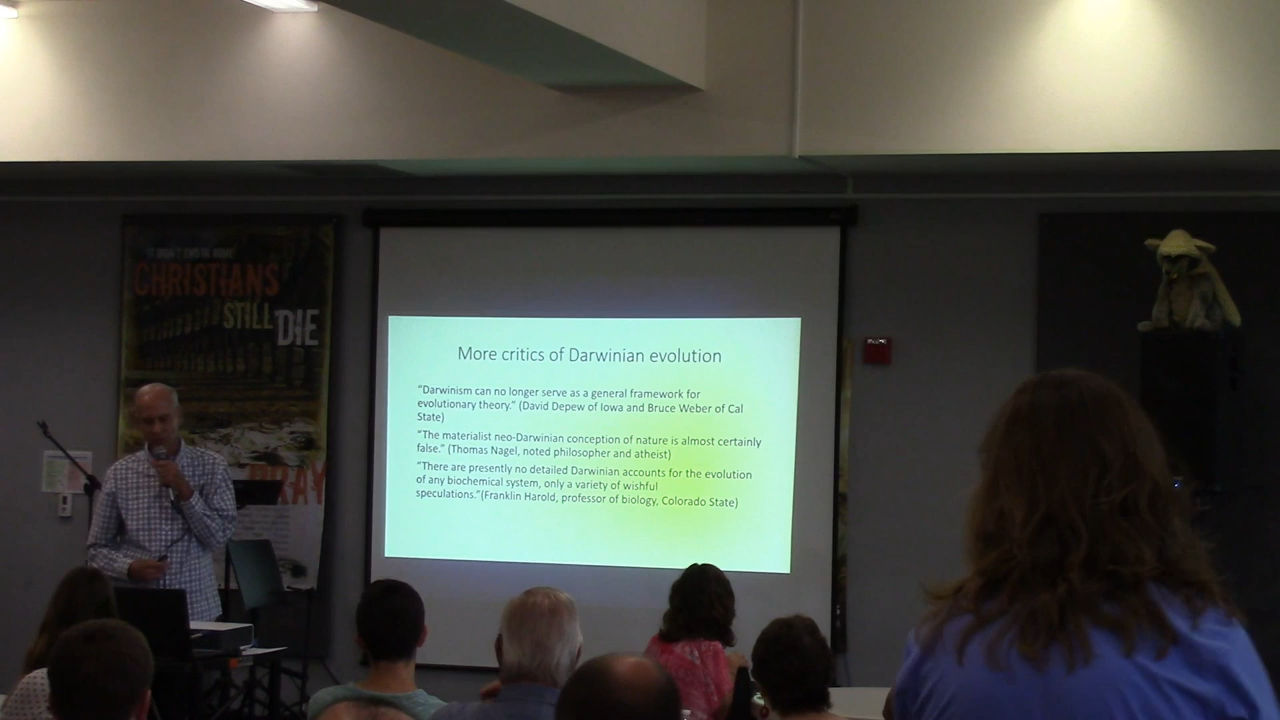 CHRISTIANS
STILL
DIE
PRAY
More critics of Darwinian evolution
“Darwinism can no longer serve as a general framework for
evolutionary theory.” (David Depew of Iowa and Bruce Weber of Cal
State)
“The materialist neo-Darwinian conception of nature is almost certainly
false.” (Thomas Nagel, noted philosopher and atheist)
“There are presently no detailed Darwinian accounts for the evolution
of any biochemical system, only a variety of wishful
speculations.”(Franklin Harold, professor of biology, Colorado State)